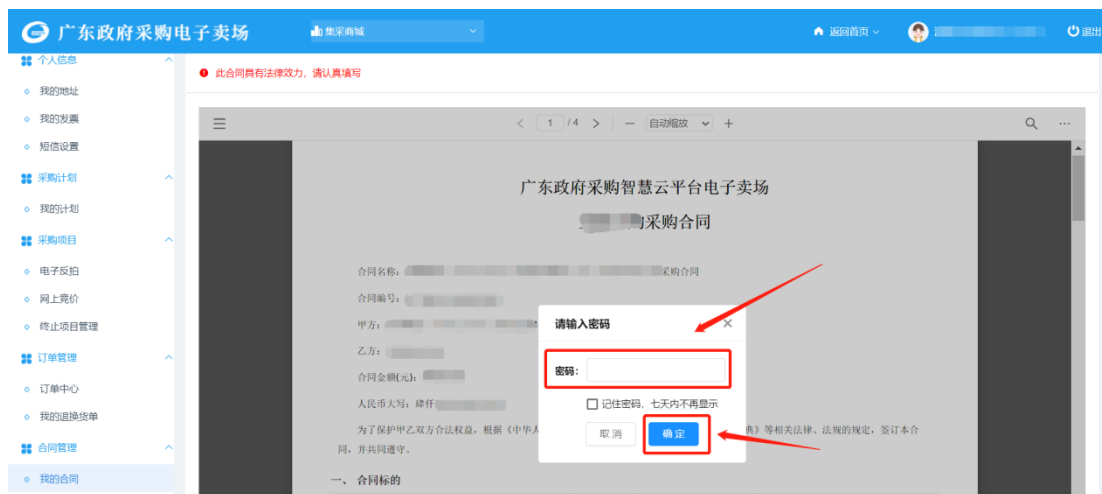 广东政府采购电子卖场
集采商城
返回首页
退出
个人信息
我的地址
我的发票
短信设置
采购计划
我的计划
采购项目
电子反拍
网上竞价
终止项目管理
订单管理
订单中心
我的退换货单
合同管理
我的合同
此合同具有法律效力，请认真填写
1 /4 自动缩放
广东政府采购智慧云平台电子卖场
采购合同
合同名称： 采购合同
合同编号：
甲方：
乙方：
合同金额(元)：
人民币大写：肆仟
为了保护甲乙双方合法权益，根据《中华人 典》等相关法律、法规的规定，签订本合
同，并共同遵守。
一、 合同标的
请输入密码
密码：
记住密码，七天内不再显示
取消 确定